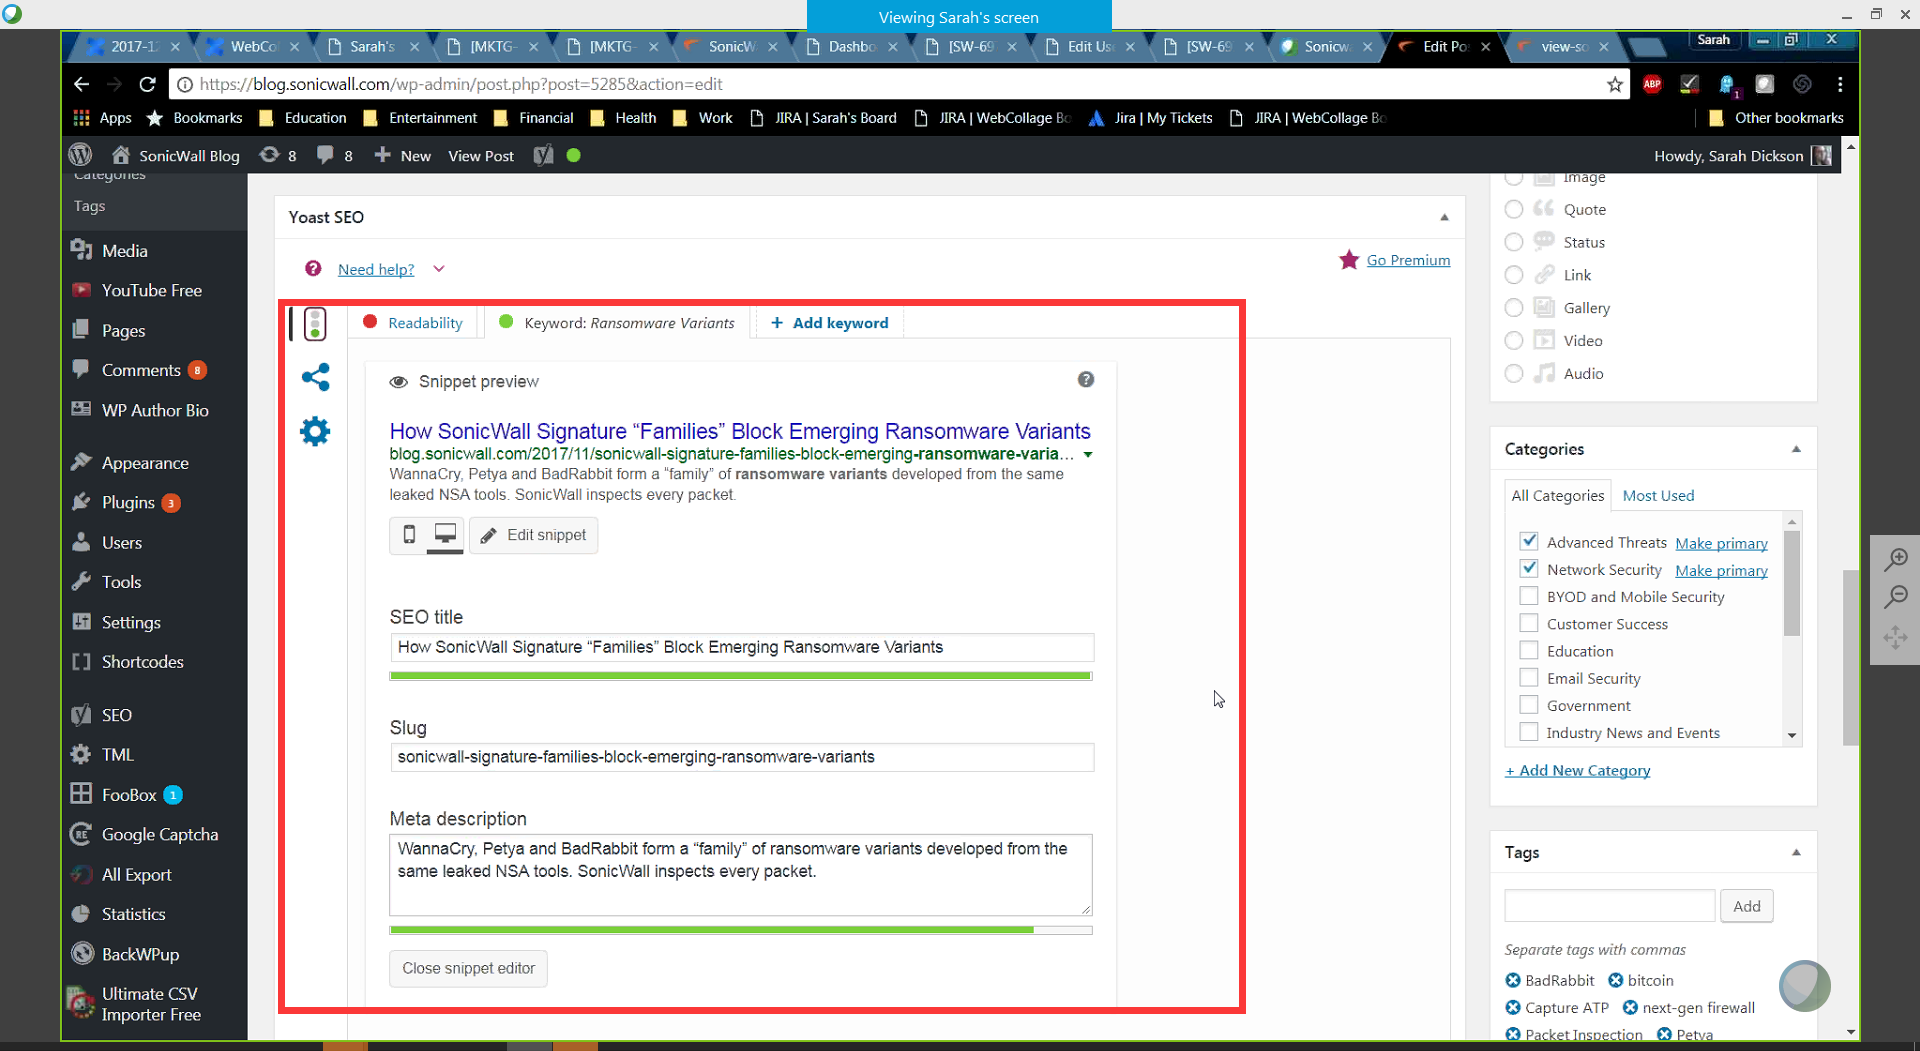 Viewing Sarah's screen
2017-12
WebCol
Sarah's
[MKTG-
[MKTG-
SonicW
Dashbo
[SW-69
Edit Us
[SW-69
Sonicw
Edit Po
view-so
Sarah
https://blog.sonicwall.com/wp-admin/post.php?post=5285&action=edit
ABP
1
Apps
Bookmarks
Education
Entertainment
Financial
Health
Work
JIRA | Sarah's Board
JIRA | WebCollage Bo
Jira | My Tickets
JIRA | WebCollage Bo
Other bookmarks
SonicWall Blog
8
8
New
View Post
Howdy, Sarah Dickson
Categories
Tags
Media
YouTube Free
Pages
Comments 8
WP Author Bio
Appearance
Plugins 3
Users
Tools
Settings
Shortcodes
SEO
TML
FooBox 1
Google Captcha
All Export
Statistics
BackWPup
Ultimate CSV
Importer Free
Yoast SEO
Need help?
Go Premium
Readability
Keyword: Ransomware Variants
+ Add keyword
Snippet preview
How SonicWall Signature “Families” Block Emerging Ransomware Variants
blog.sonicwall.com/2017/11/sonicwall-signature-families-block-emerging-ransomware-varia...
WannaCry, Petya and BadRabbit form a “family” of ransomware variants developed from the same
leaked NSA tools. SonicWall inspects every packet.
Edit snippet
SEO title
How SonicWall Signature “Families” Block Emerging Ransomware Variants
Slug
sonicwall-signature-families-block-emerging-ransomware-variants
Meta description
WannaCry, Petya and BadRabbit form a “family” of ransomware variants developed from the
same leaked NSA tools. SonicWall inspects every packet.
Close snippet editor
Image
Quote
Status
Link
Gallery
Video
Audio
Categories
All Categories
Most Used
Advanced Threats Make primary
Network Security Make primary
BYOD and Mobile Security
Customer Success
Education
Email Security
Government
Industry News and Events
+ Add New Category
Tags
Add
Separate tags with commas
BadRabbit
bitcoin
Capture ATP
next-gen firewall
Packet Inspection
Petya